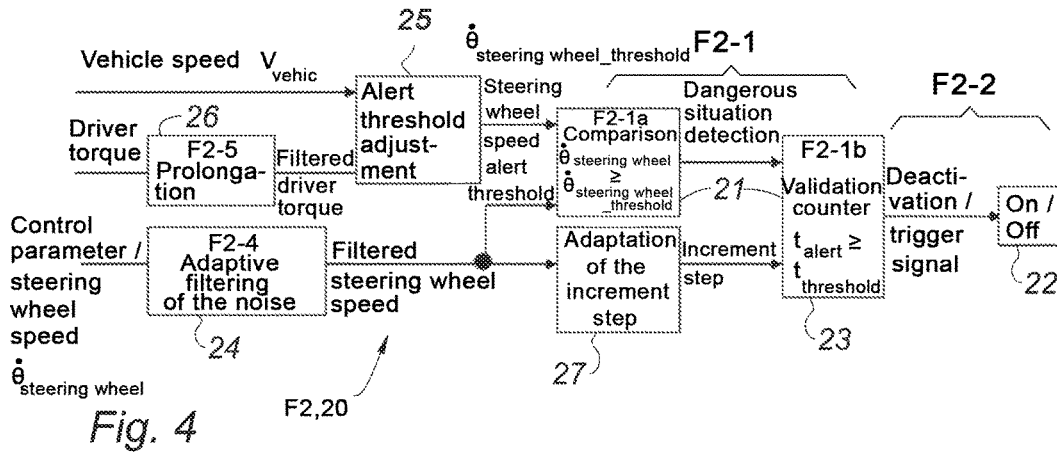 25
θ̇steering wheel_threshold
F2-1
F2-2
Vehicle speed Vvehic
26
Driver
torque
F2-5
Prolonga-
tion
Filtered
driver
torque
Alert
threshold
adjust-
ment
Steering
wheel
speed
alert
threshold
F2-1a
Comparison
θ̇steering wheel
≥
θ̇steering wheel
_threshold
Dangerous
situation
detection
21
F2-1b
Validation
counter
talert ≥
tthreshold
23
Deacti-
vation /
trigger
signal
On /
Off
22
Control
parameter /
steering
wheel
speed
θ̇steering wheel
F2-4
Adaptive
filtering
of the noise
24
Filtered
steering wheel
speed
Adaptation
of the
increment
step
27
Increment
step
F2,20
Fig. 4